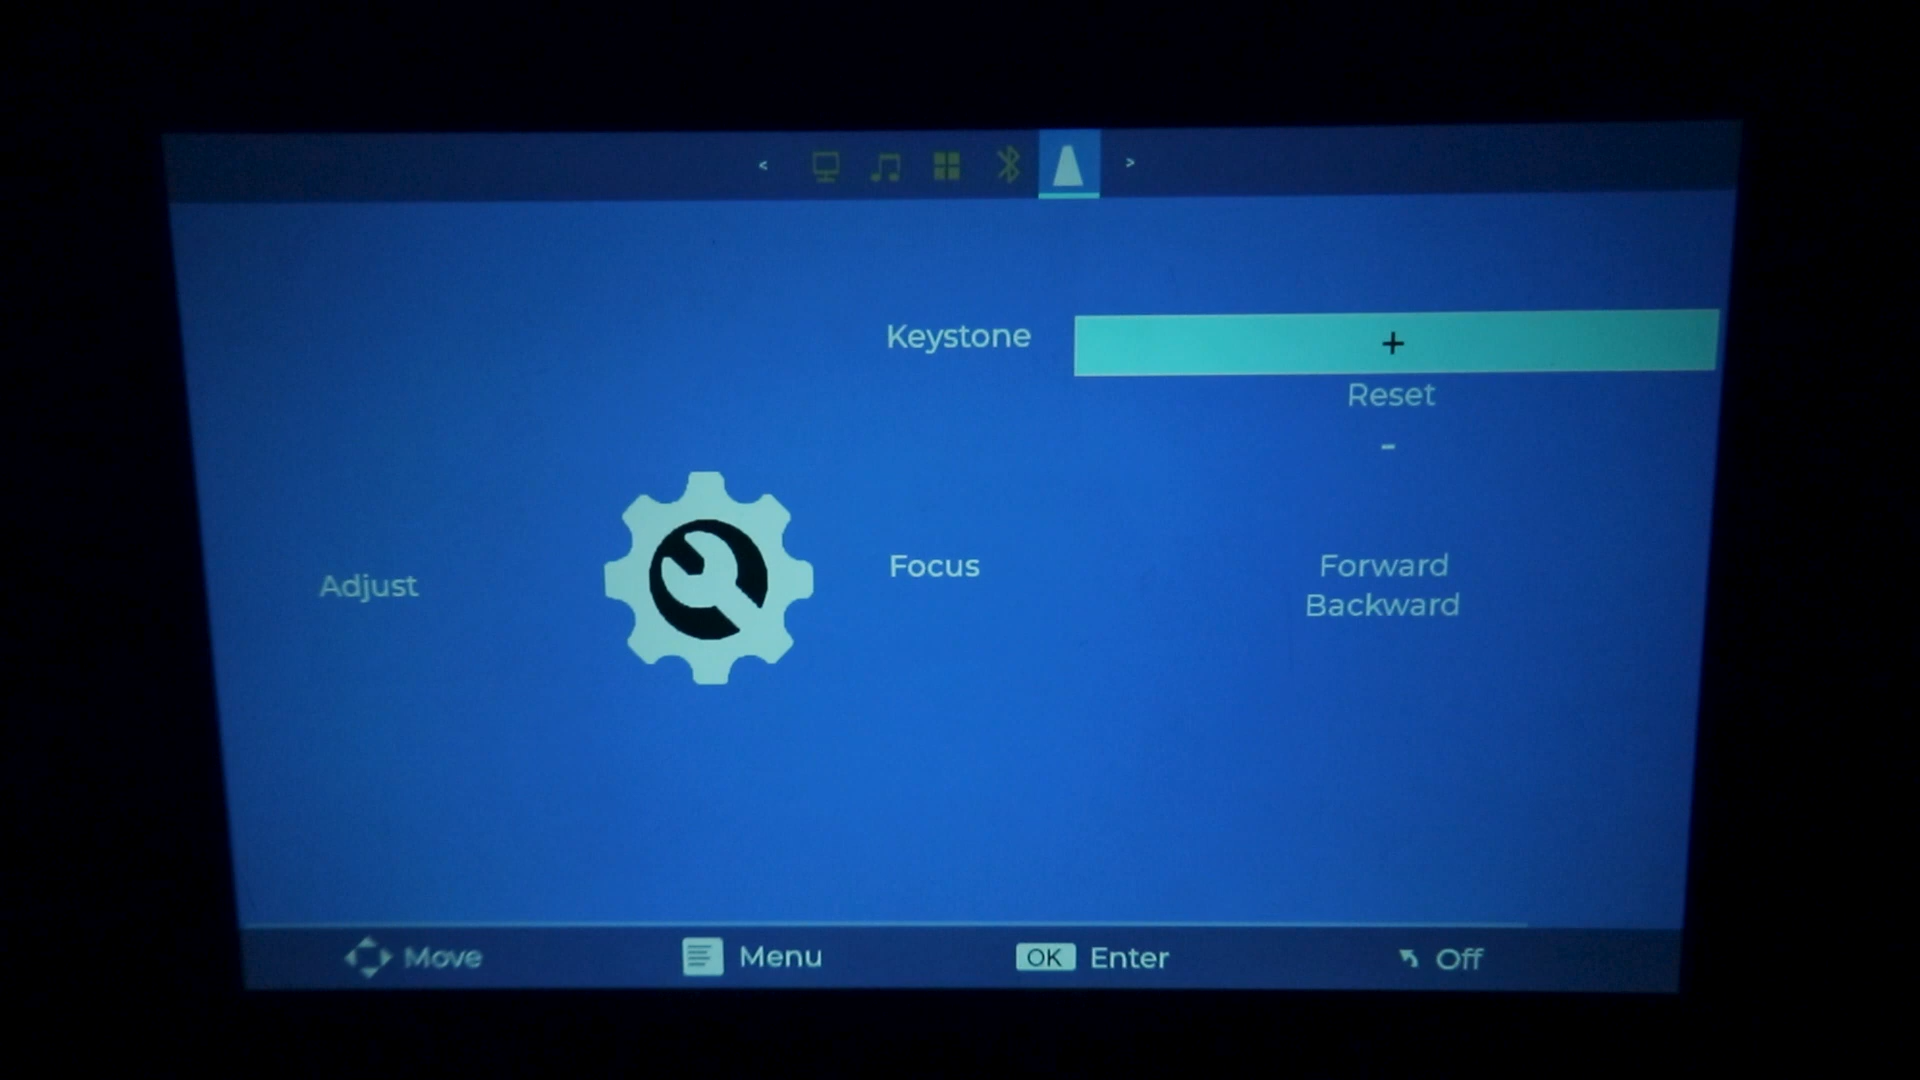 < >
Keystone +
Reset
-
Adjust
Focus Forward
Backward
Move Menu OK Enter Off